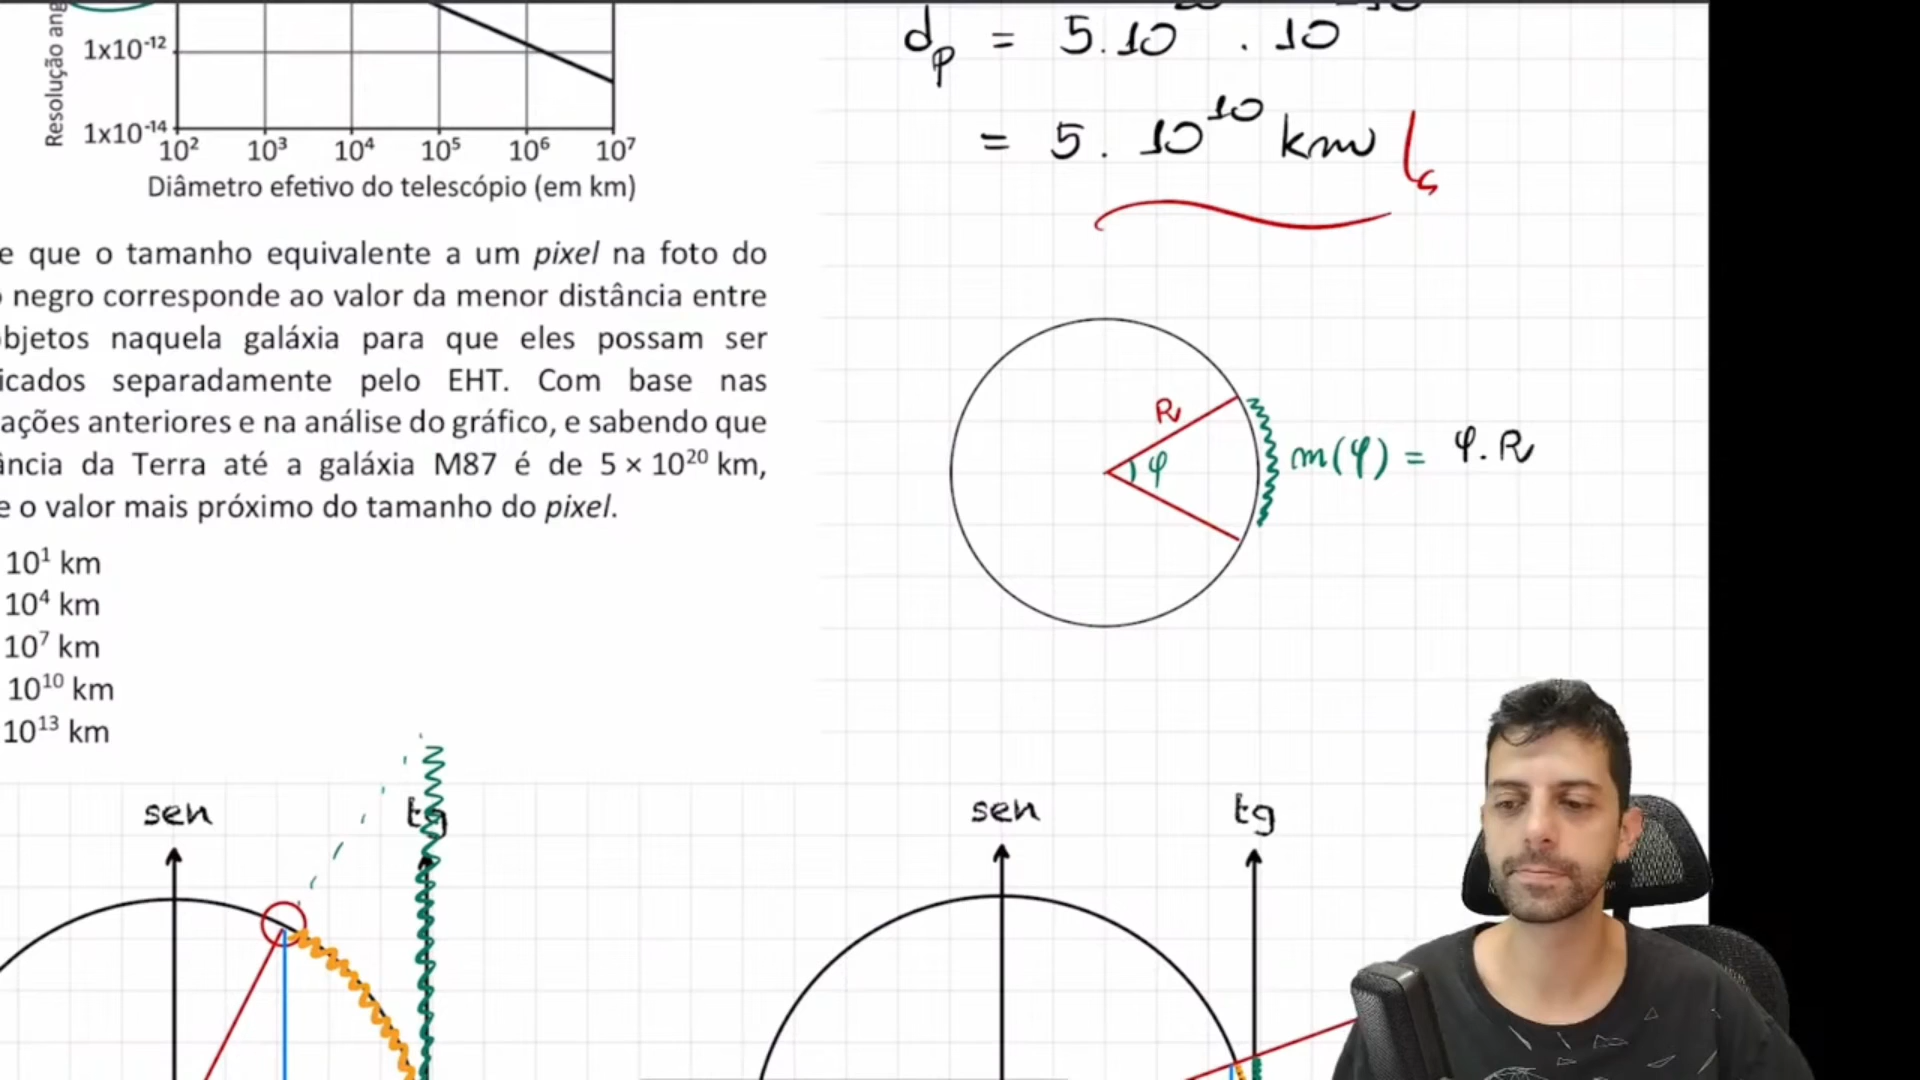 Resolução ang
1x10⁻¹²
1x10⁻¹⁴
10² 10³ 10⁴ 10⁵ 10⁶ 10⁷
Diâmetro efetivo do telescópio (em km)
e que o tamanho equivalente a um pixel na foto do
negro corresponde ao valor da menor distância entre
bjetos naquela galáxia para que eles possam ser
icados separadamente pelo EHT. Com base nas
ações anteriores e na análise do gráfico, e sabendo que
ância da Terra até a galáxia M87 é de 5 × 10²⁰ km,
e o valor mais próximo do tamanho do pixel.
10¹ km
10⁴ km
10⁷ km
10¹⁰ km
10¹³ km
dₚ = 5.10²⁰ . 10⁻¹⁰
= 5. 10¹⁰ km
R
φ
m(φ) = φ.R
sen tg
sen tg